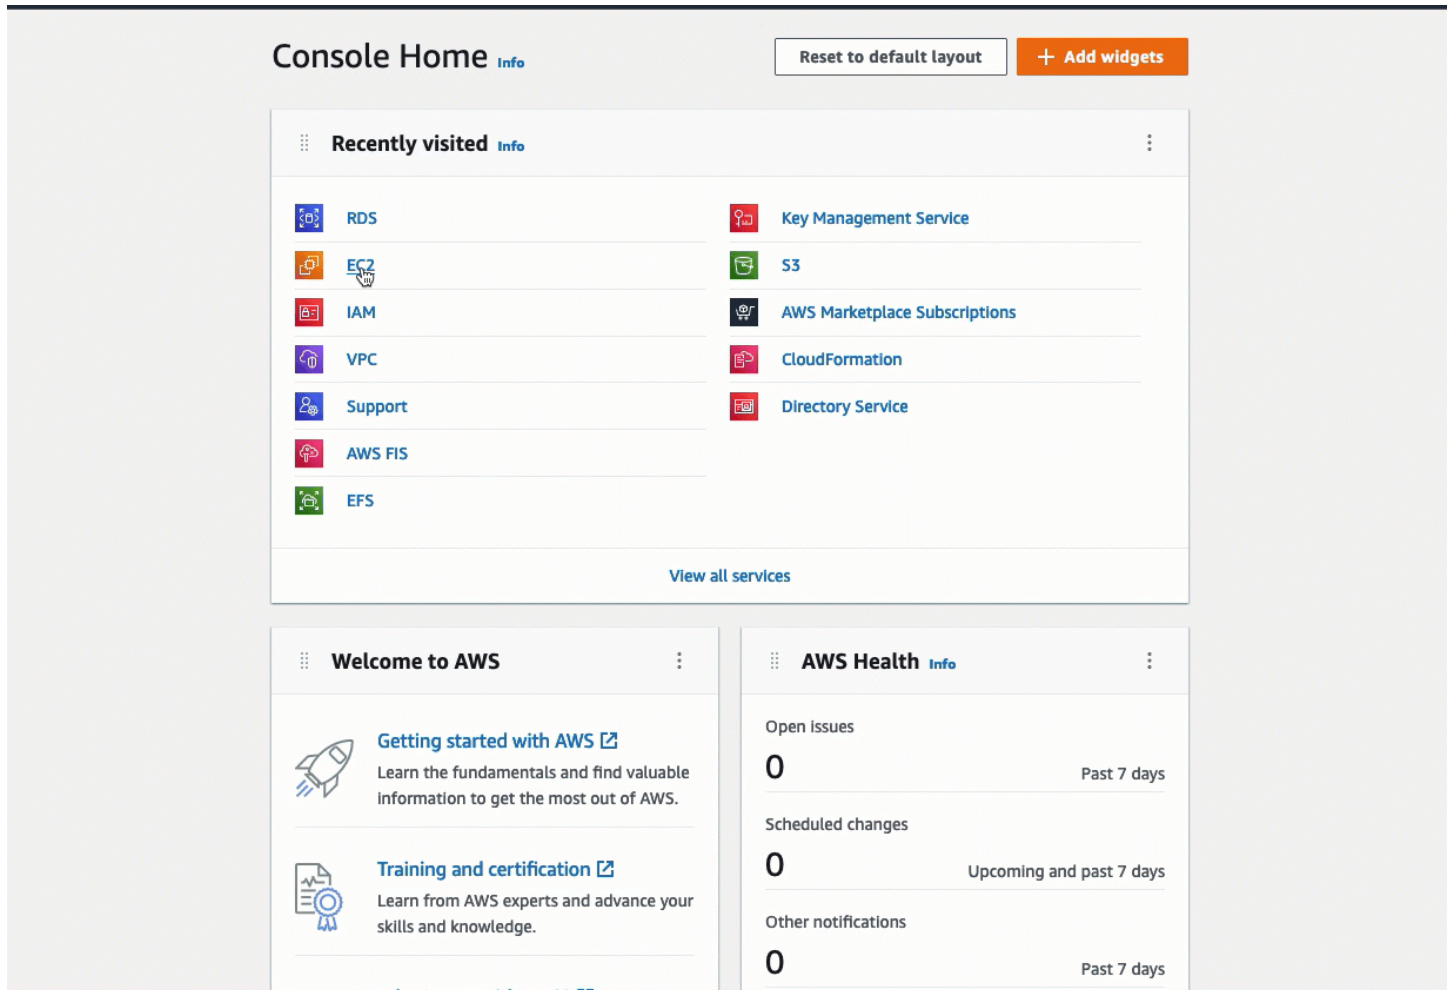 Console Home Info
Reset to default layout
+ Add widgets
Recently visited Info
RDS
EC2
IAM
VPC
Support
AWS FIS
EFS
Key Management Service
S3
AWS Marketplace Subscriptions
CloudFormation
Directory Service
View all services
Welcome to AWS
Getting started with AWS
Learn the fundamentals and find valuable
information to get the most out of AWS.
Training and certification
Learn from AWS experts and advance your
skills and knowledge.
AWS Health Info
Open issues
0
Past 7 days
Scheduled changes
0
Upcoming and past 7 days
Other notifications
0
Past 7 days